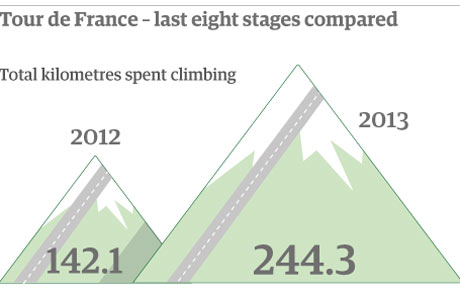 Tour de France – last eight stages compared
Total kilometres spent climbing
2012
2013
142.1
244.3